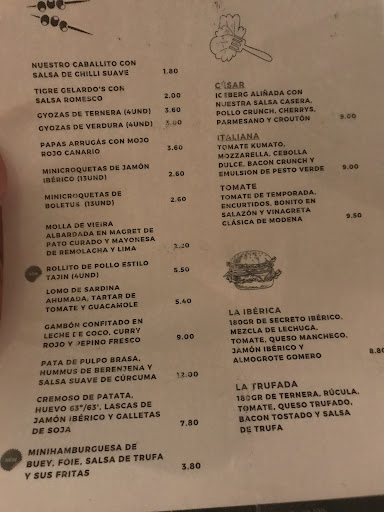 NUESTRO CABALLITO CON
SALSA DE CHILLI SUAVE 1.80
TIGRE GELARDO'S CON
SALSA ROMESCO 2.00
GYOZAS DE TERNERA (4UND) 3.60
GYOZAS DE VERDURA (4UND)
PAPAS ARRUGÁS CON MOJO
ROJO CANARIO 3.60
MINICROQUETAS DE JAMÓN
IBÉRICO (13UND) 2.60
MINICROQUETAS DE
BOLETUS (13UND) 2.60
MOLLA DE VIEIRA
ALBARDADA EN MAGRET DE
PATO CURADO Y MAYONESA
DE REMOLACHA Y LIMA
ROLLITO DE POLLO ESTILO
TAJIN (4UND) 5.50
LOMO DE SARDINA
AHUMADA, TARTAR DE
TOMATE Y GUACAMOLE 5.40
GAMBÓN CONFITADO EN
LECHE DE COCO, CURRY
ROJO Y PEPINO FRESCO 9.00
PATA DE PULPO BRASA,
HUMMUS DE BERENJENA Y
SALSA SUAVE DE CÚRCUMA 12.00
CREMOSO DE PATATA,
HUEVO 63º/63', LASCAS DE
JAMÓN IBÉRICO Y GALLETAS
DE SOJA 7.80
MINIHAMBURGUESA DE
BUEY, FOIE, SALSA DE TRUFA
Y SUS FRITAS 3.80
CÉSAR
ICEBERG ALIÑADA CON
NUESTRA SALSA CASERA,
POLLO CRUNCH, CHERRYS,
PARMESANO Y CROUTÓN 9.00
ITALIANA
TOMATE KUMATO,
MOZZARELLA, CEBOLLA
DULCE, BACON CRUNCH Y
EMULSION DE PESTO VERDE 9.00
TOMATE
TOMATE DE TEMPORADA,
ENCURTIDOS, BONITO EN
SALAZÓN Y VINAGRETA
CLÁSICA DE MODENA 9.50
LA IBÉRICA
180GR DE SECRETO IBÉRICO,
MEZCLA DE LECHUGA,
TOMATE, QUESO MANCHEGO,
JAMÓN IBÉRICO Y
ALMOGROTE GOMERO 8.80
LA TRUFADA
180GR DE TERNERA, RÚCULA,
TOMATE, QUESO TRUFADO,
BACON TOSTADO Y SALSA
DE TRUFA